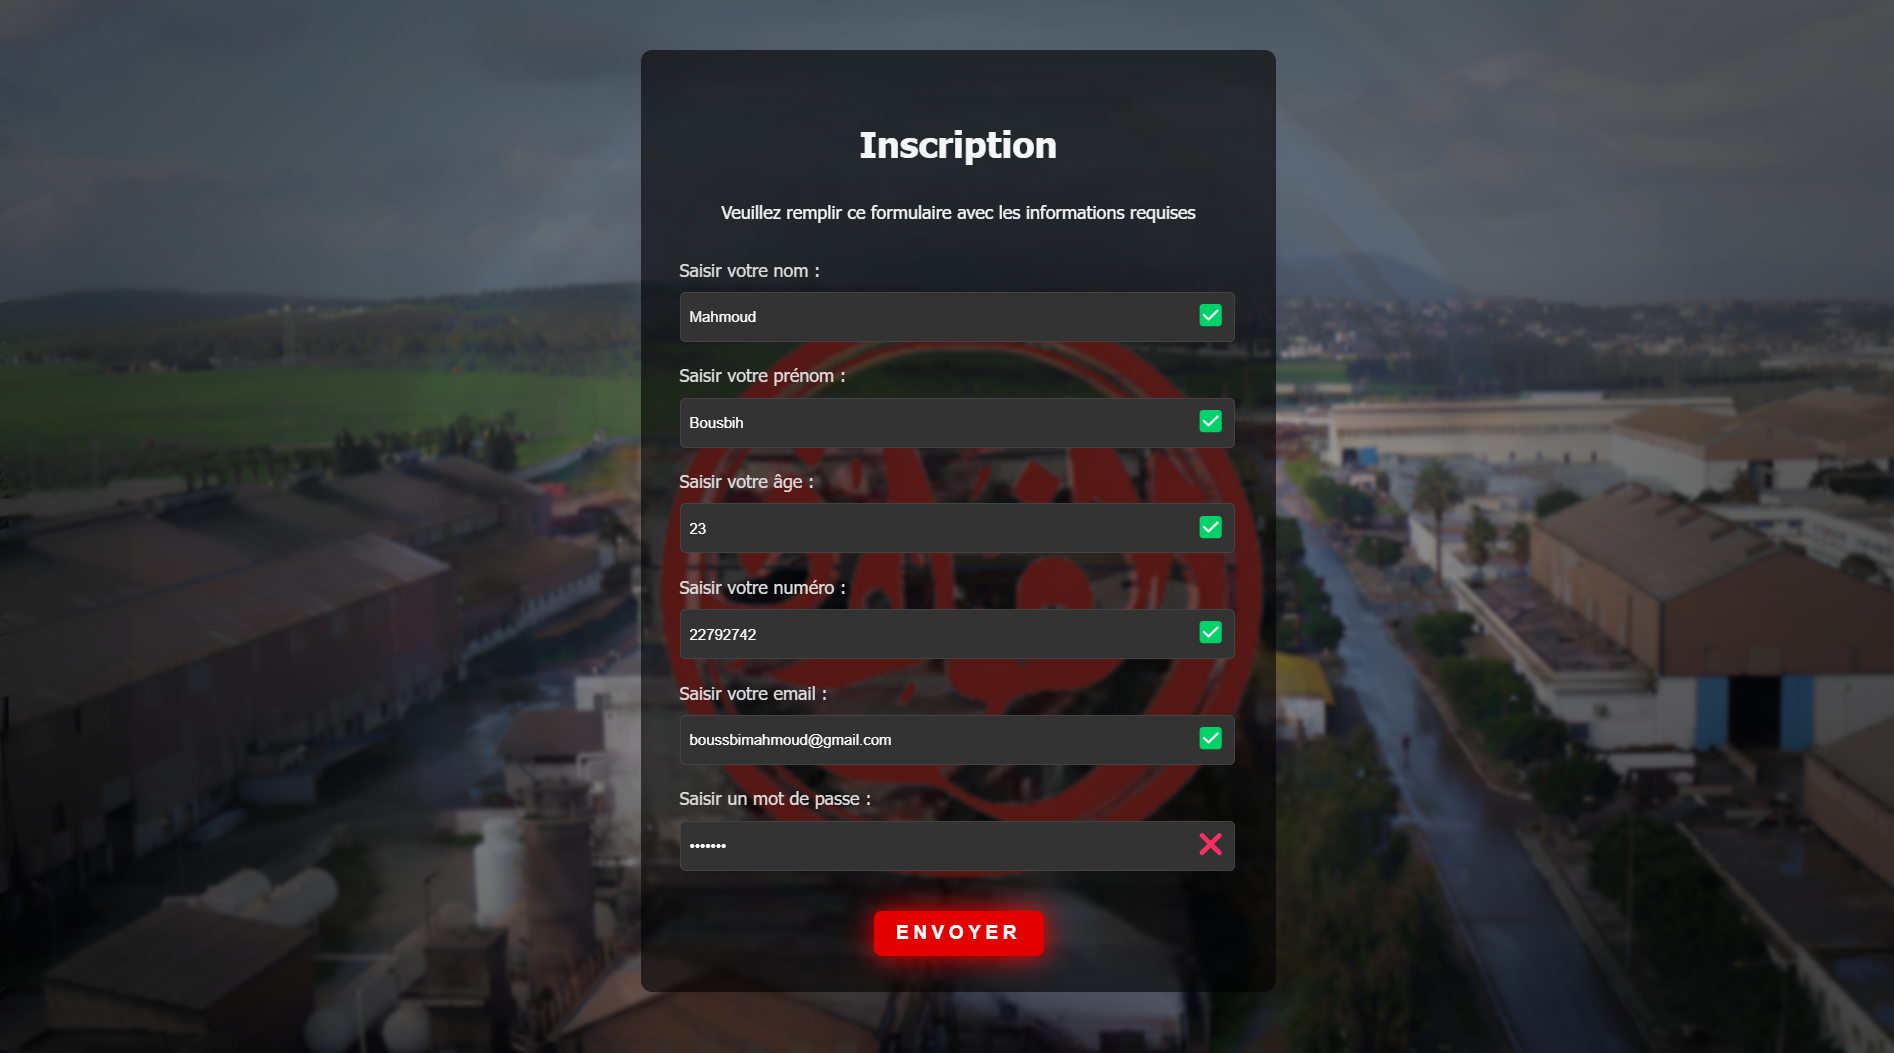 Inscription
Veuillez remplir ce formulaire avec les informations requises
Saisir votre nom :
Mahmoud
Saisir votre prénom :
Bousbih
Saisir votre âge :
23
Saisir votre numéro :
22792742
Saisir votre email :
boussbimahmoud@gmail.com
Saisir un mot de passe :
•••••••
ENVOYER